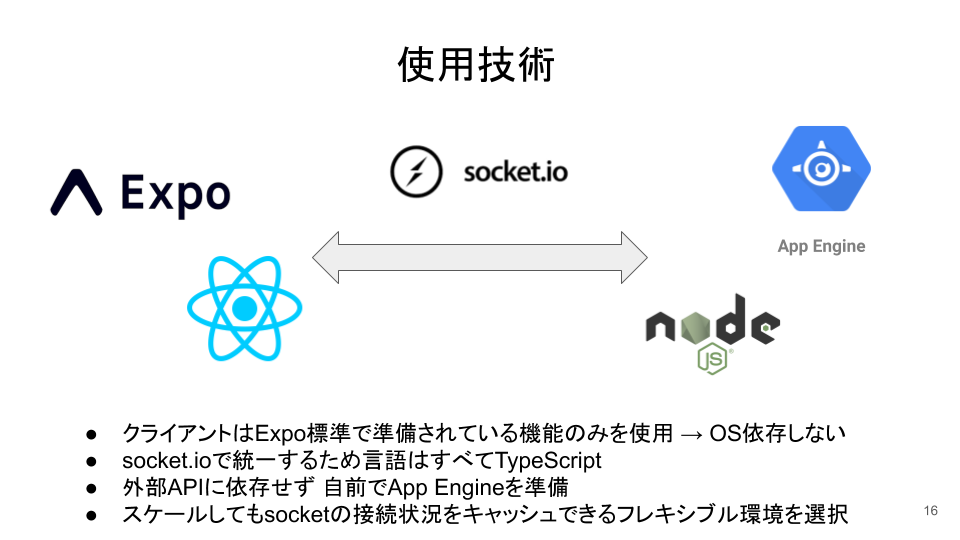 使用技術
Expo
socket.io
App Engine
node
JS
®
クライアントはExpo標準で準備されている機能のみを使用 → OS依存しない
socket.ioで統一するため言語はすべてTypeScript
外部APIに依存せず 自前でApp Engineを準備
スケールしてもsocketの接続状況をキャッシュできるフレキシブル環境を選択
16